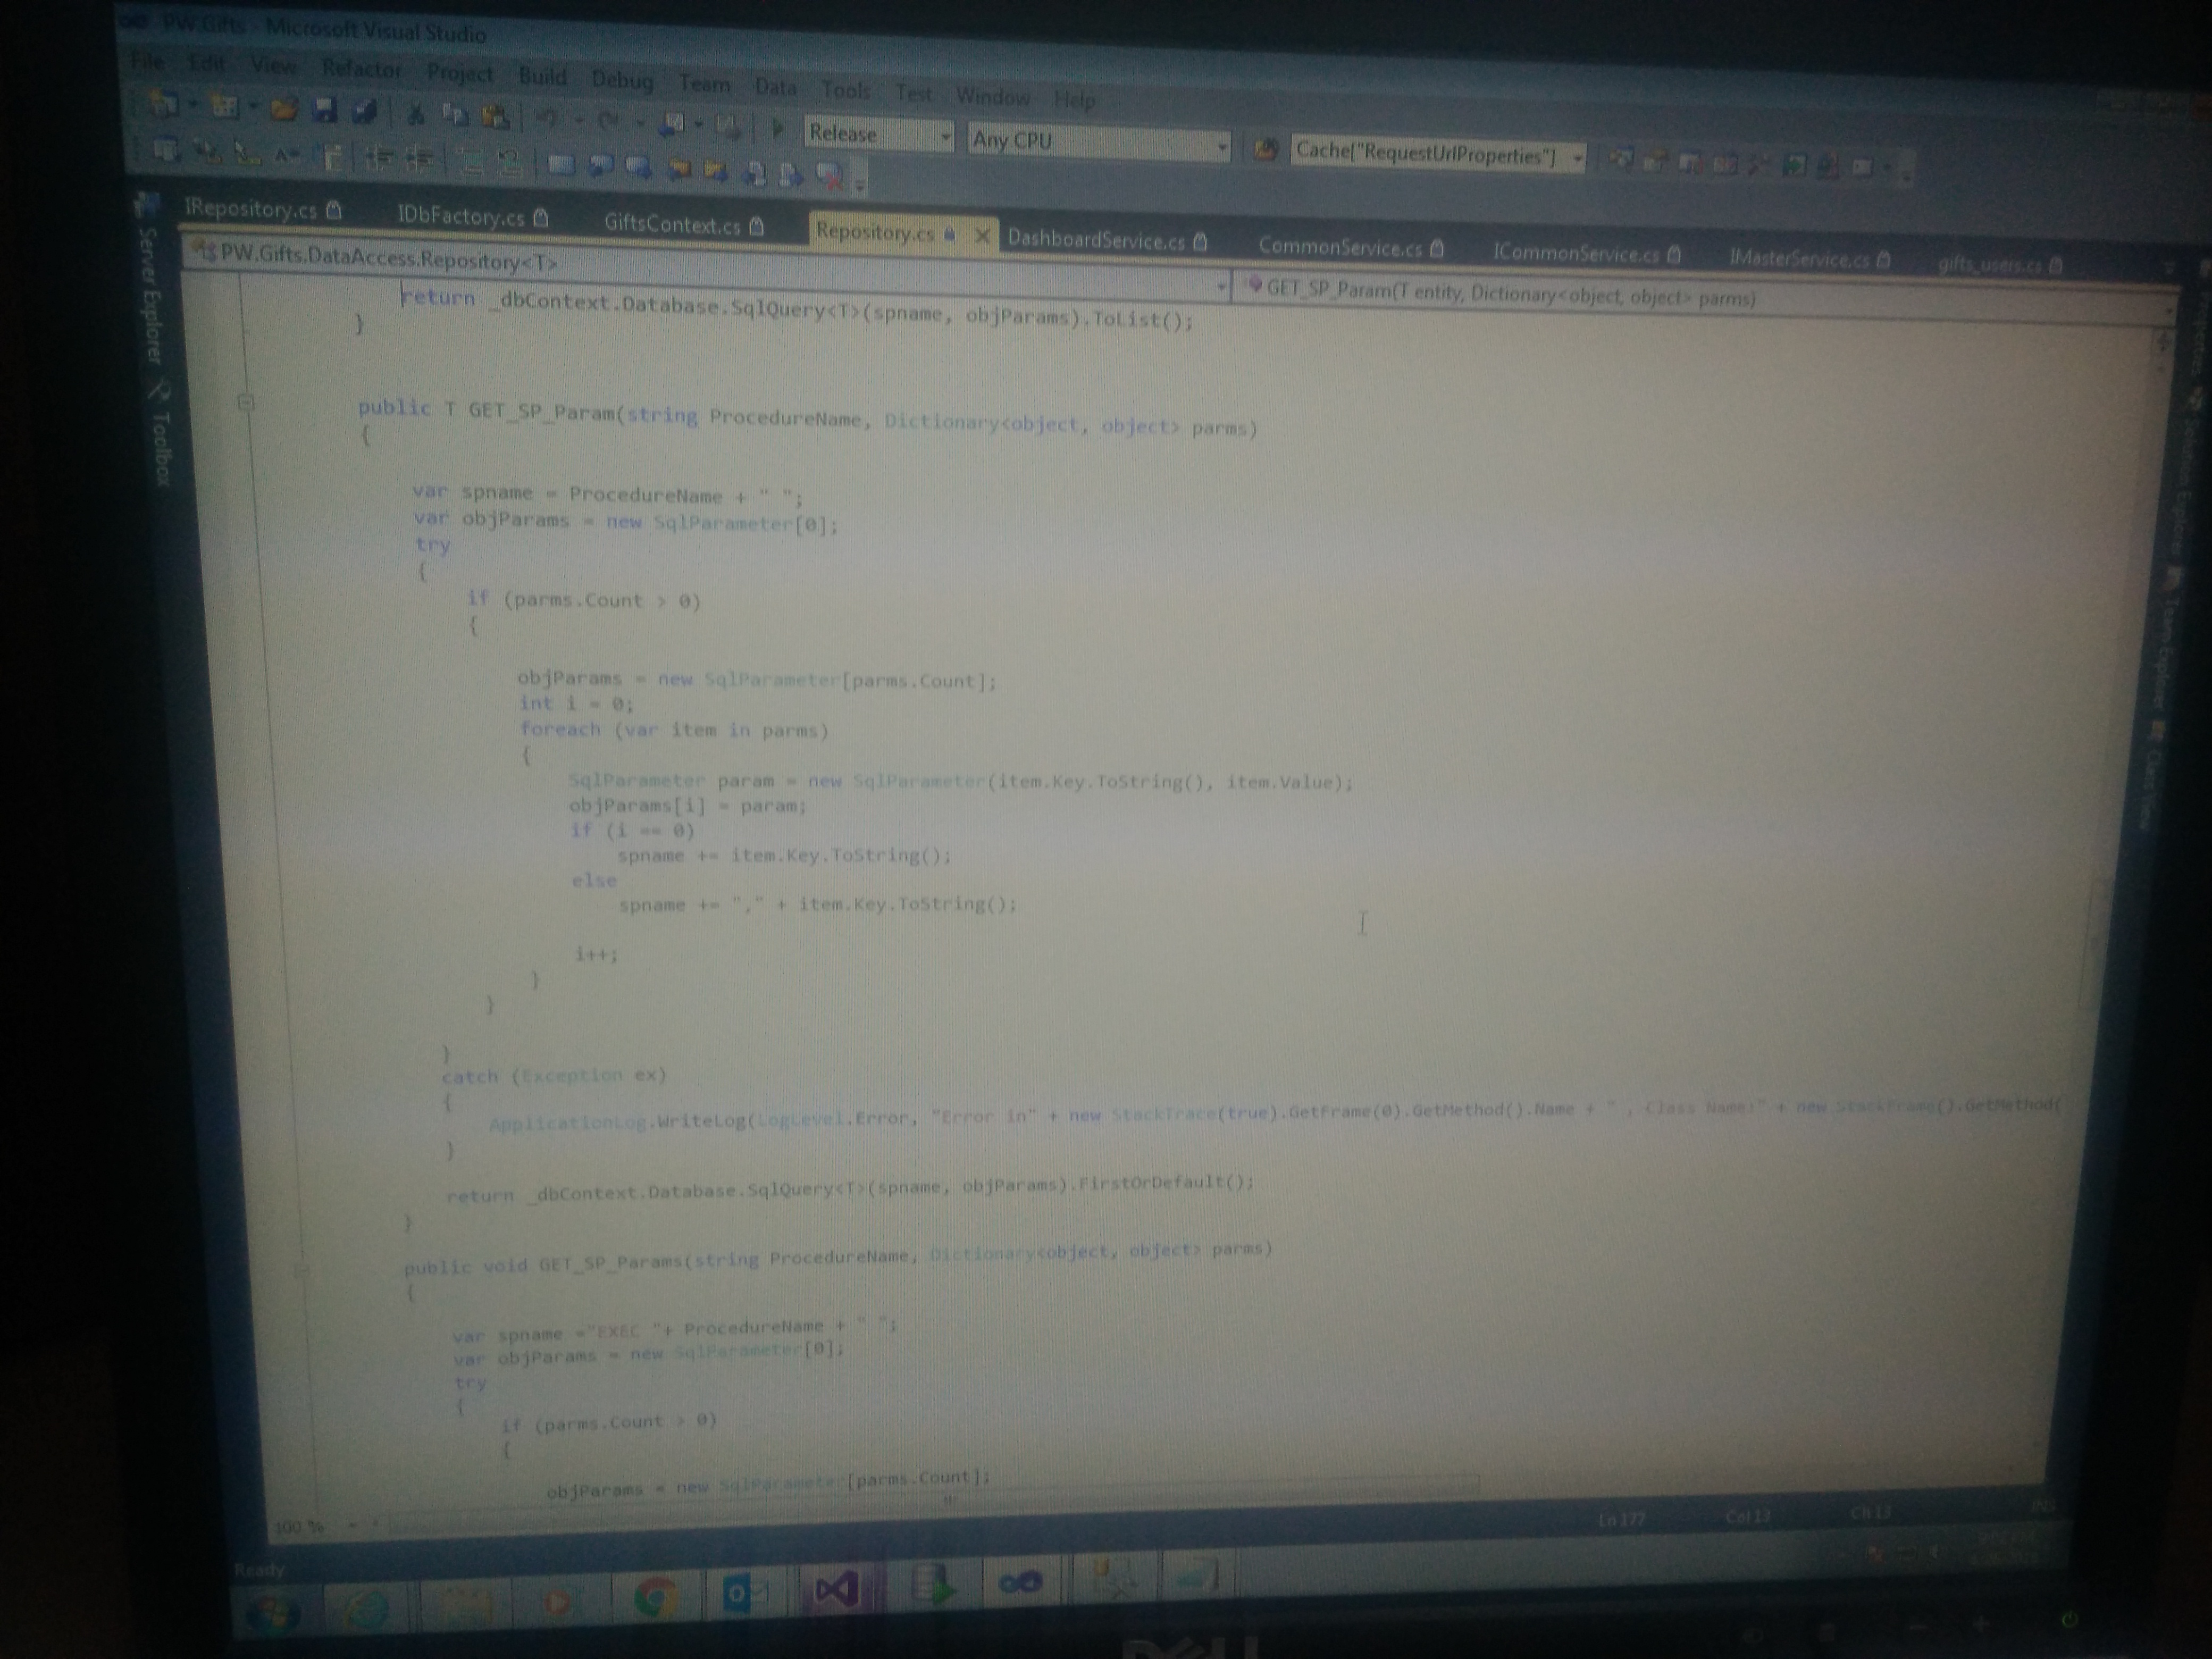 PW.Gifts - Microsoft Visual Studio
File Edit View Refactor Project Build Debug Team Data Tools Test Window Help
Release Any CPU Cache["RequestUrlProperties"]
IRepository.cs IDbFactory.cs GiftsContext.cs Repository.cs DashboardService.cs CommonService.cs ICommonService.cs IMasterService.cs gifts_users.cs
PW.Gifts.DataAccess.Repository<T> GET_SP_Param(T entity, Dictionary<object, object> parms)
Server Explorer
Toolbox
return _dbContext.Database.SqlQuery<T>(spname, objParams).ToList();
}
public T GET_SP_Param(string ProcedureName, Dictionary<object, object> parms)
{
var spname = ProcedureName + " ";
var objParams = new SqlParameter[0];
try
{
if (parms.Count > 0)
{
objParams = new SqlParameter[parms.Count];
int i = 0;
foreach (var item in parms)
{
SqlParameter param = new SqlParameter(item.Key.ToString(), item.Value);
objParams[i] = param;
if (i == 0)
spname += item.Key.ToString();
else
spname += "," + item.Key.ToString();
i++;
}
}
}
catch (Exception ex)
{
ApplicationLog.WriteLog(LogLevel.Error, "Error in" + new StackTrace(true).GetFrame(0).GetMethod().Name + " , Class Name:" + new StackFrame().GetMethod(
}
return _dbContext.Database.SqlQuery<T>(spname, objParams).FirstOrDefault();
}
public void GET_SP_Params(string ProcedureName, Dictionary<object, object> parms)
{
var spname ="EXEC "+ ProcedureName + " ";
var objParams = new SqlParameter[0];
try
{
if (parms.Count > 0)
{
objParams = new SqlParameter[parms.Count];
100 %
Ln 177 Col 13 Ch 13 INS
Ready
Properties
Solution Explorer
Team Explorer
Class View
DELL